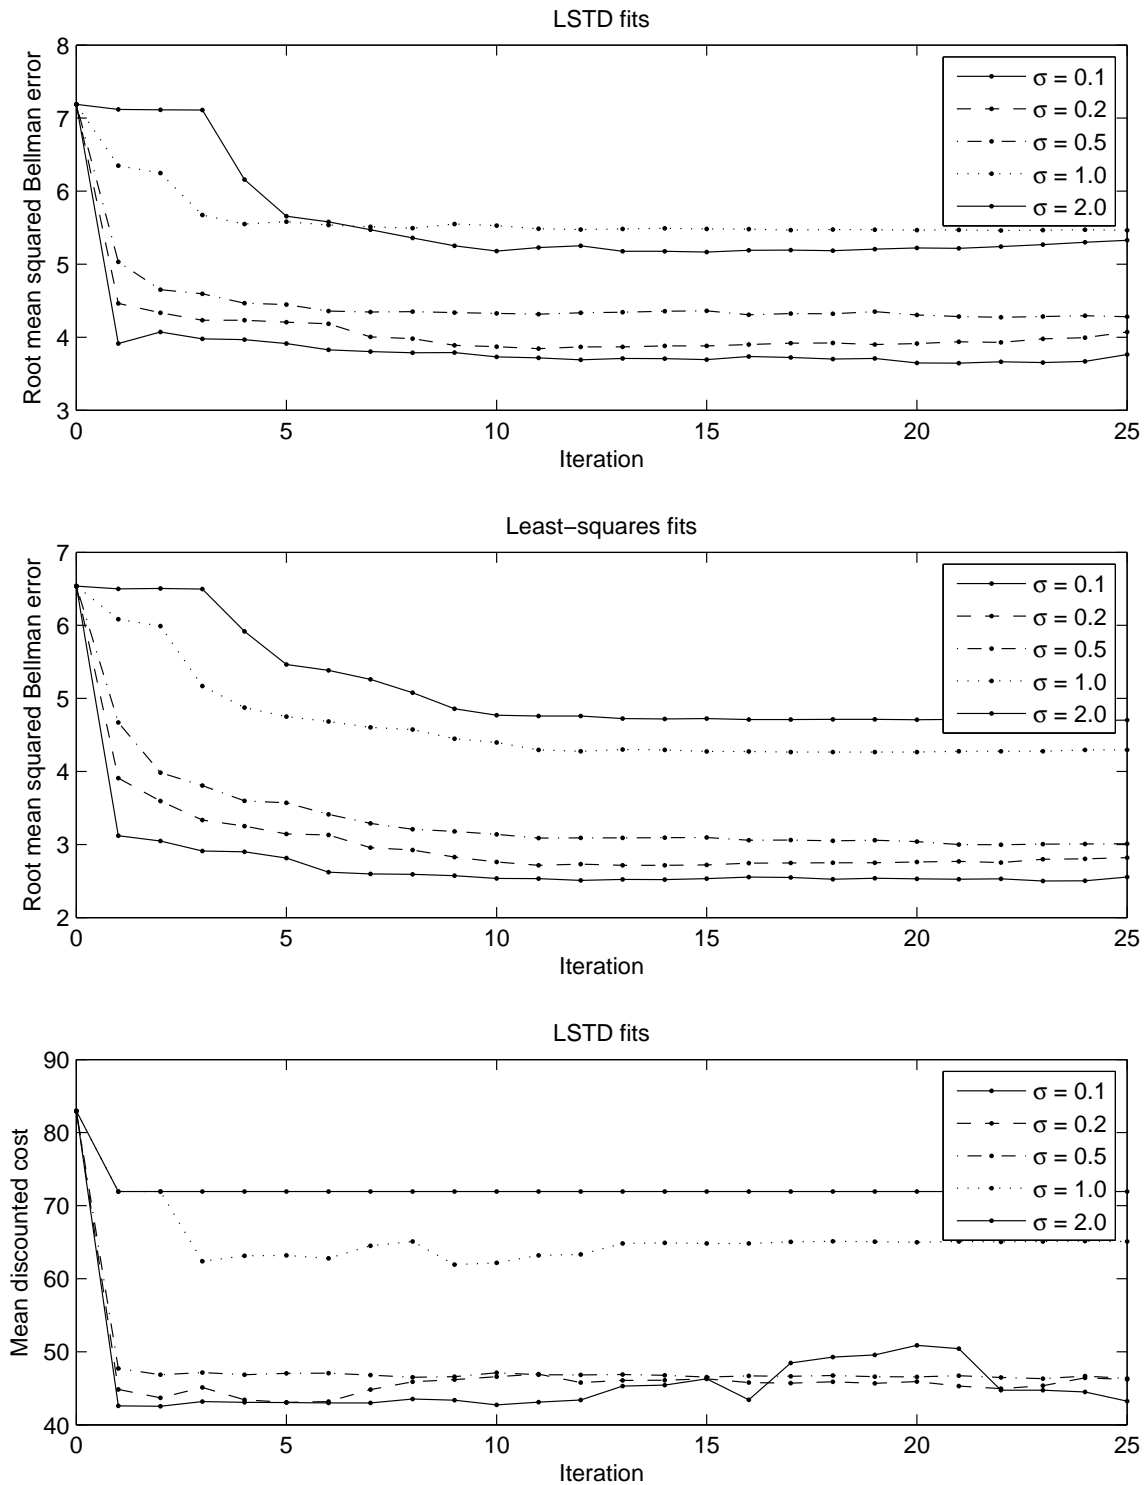 LSTD fits
Root mean squared Bellman error
8
7
6
5
4
3
0 5 10 15 20 25
Iteration
σ = 0.1
σ = 0.2
σ = 0.5
σ = 1.0
σ = 2.0
Least−squares fits
Root mean squared Bellman error
7
6
5
4
3
2
0 5 10 15 20 25
Iteration
σ = 0.1
σ = 0.2
σ = 0.5
σ = 1.0
σ = 2.0
LSTD fits
Mean discounted cost
90
80
70
60
50
40
0 5 10 15 20 25
Iteration
σ = 0.1
σ = 0.2
σ = 0.5
σ = 1.0
σ = 2.0